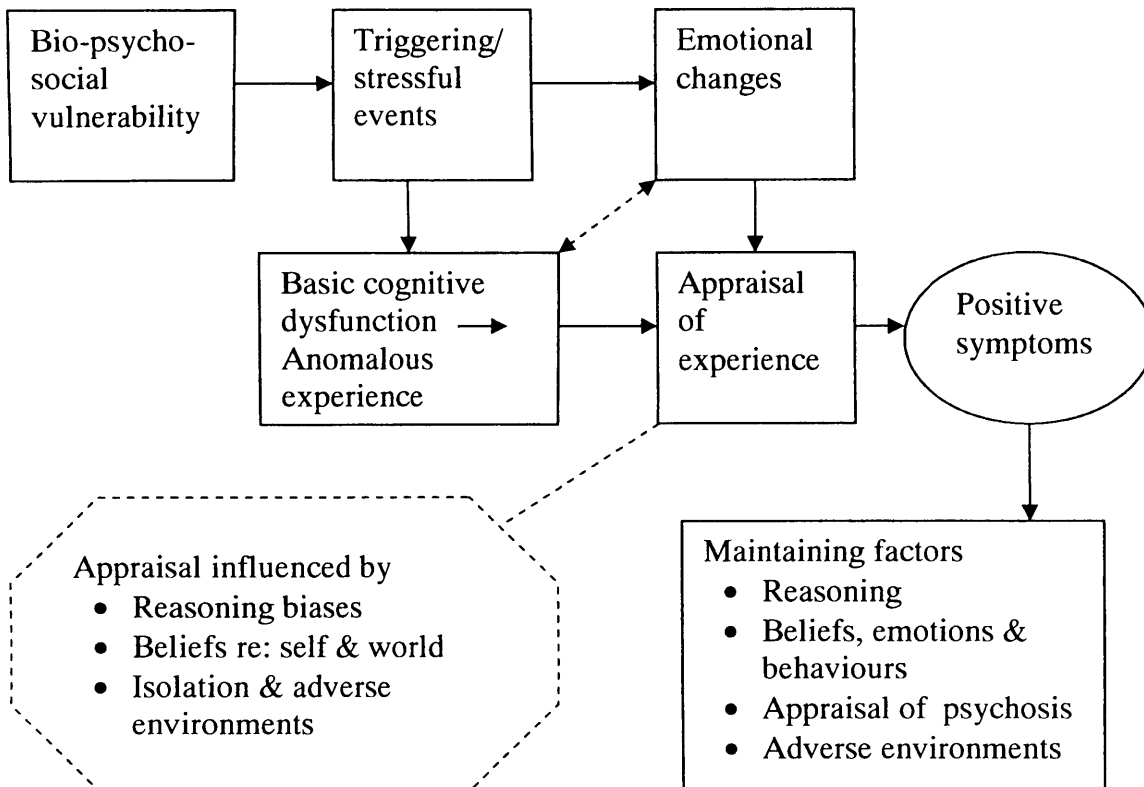 Bio-psycho-
social
vulnerability
Triggering/
stressful
events
Emotional
changes
Basic cognitive
dysfunction
Anomalous
experience
Appraisal
of
experience
Positive
symptoms
Appraisal influenced by
• Reasoning biases
• Beliefs re: self & world
• Isolation & adverse
environments
Maintaining factors
• Reasoning
• Beliefs, emotions &
behaviours
• Appraisal of psychosis
• Adverse environments